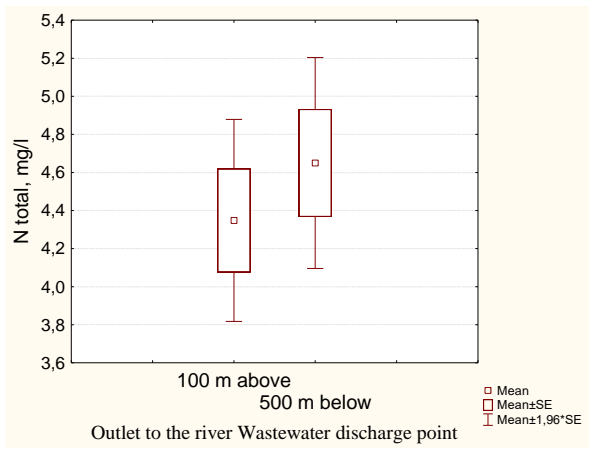 5,4
5,2
5,0
4,8
4,6
4,4
4,2
4,0
3,8
3,6
N total, mg/l
100 m above
500 m below
Outlet to the river Wastewater discharge point
Mean
Mean±SE
Mean±1,96*SE